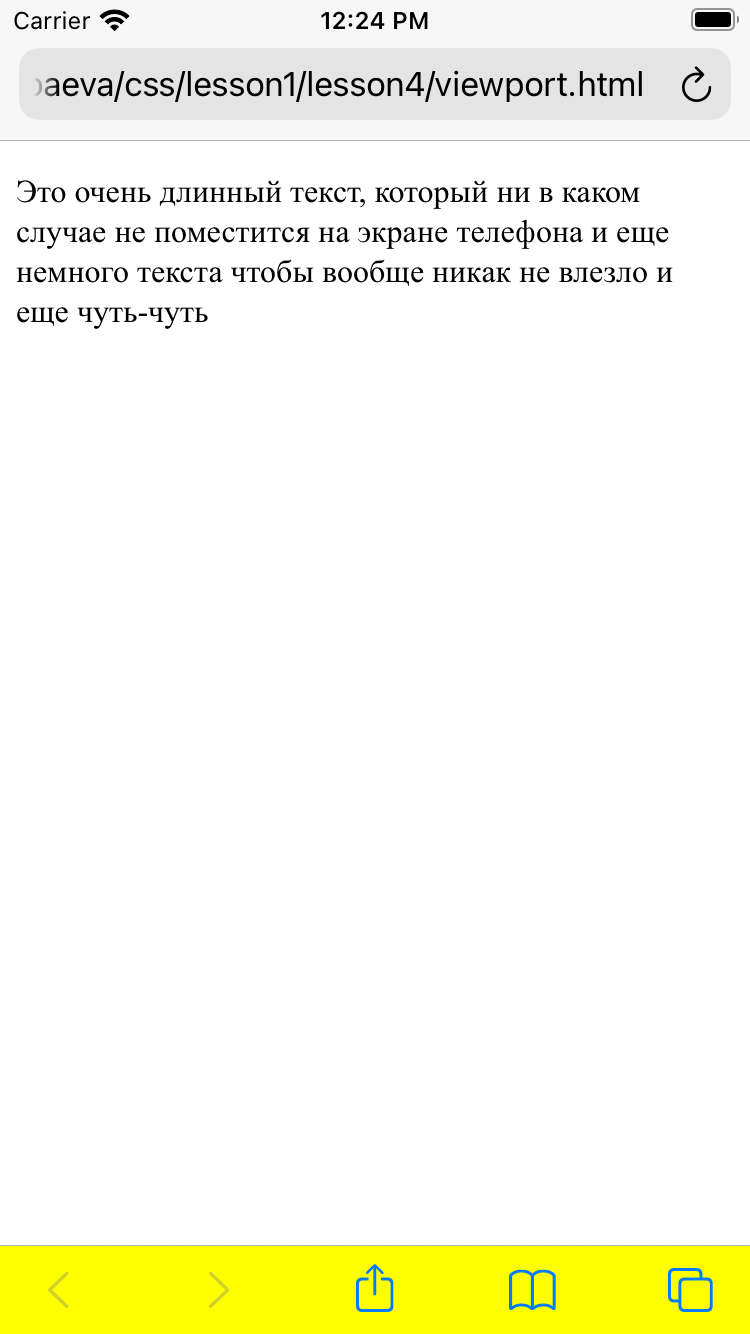 Carrier
12:24 PM
aeva/css/lesson1/lesson4/viewport.html
Это очень длинный текст, который ни в каком
случае не поместится на экране телефона и еще
немного текста чтобы вообще никак не влезло и
еще чуть-чуть